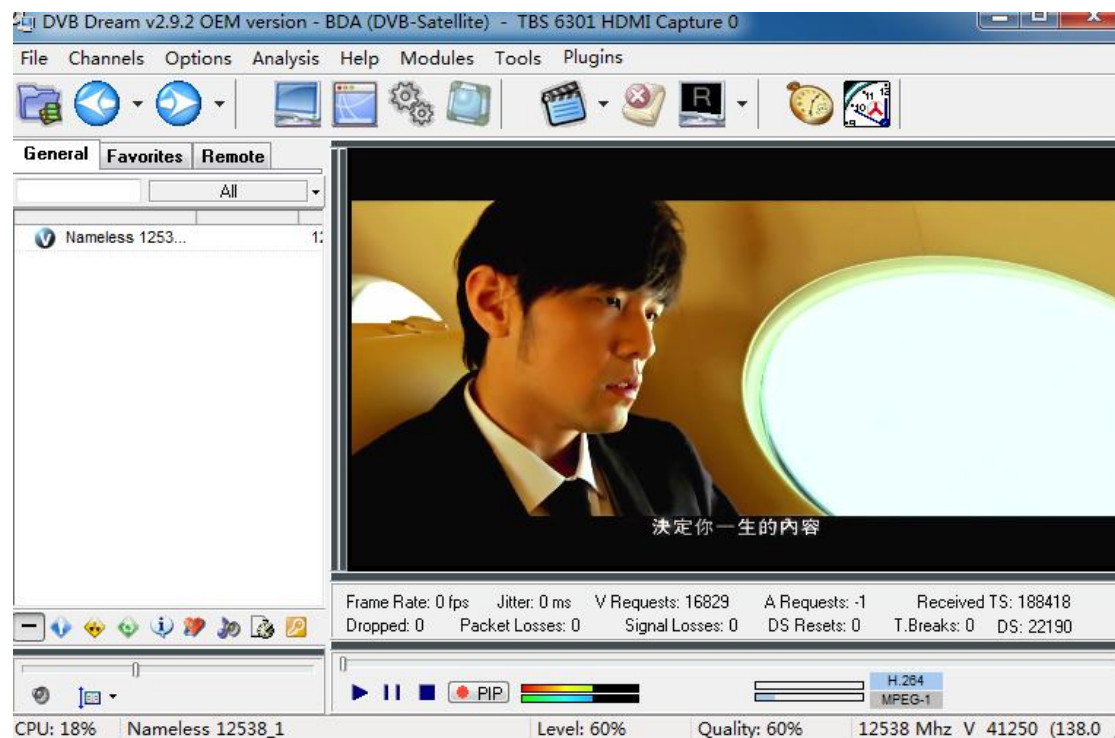 DVB Dream v2.9.2 OEM version - BDA (DVB-Satellite) - TBS 6301 HDMI Capture 0
File Channels Options Analysis Help Modules Tools Plugins
General Favorites Remote
All
Nameless 1253...
決定你一生的內容
Frame Rate: 0 fps Jitter: 0 ms V Requests: 16829 A Requests: -1 Received TS: 188418
Dropped: 0 Packet Losses: 0 Signal Losses: 0 DS Resets: 0 T.Breaks: 0 DS: 22190
PIP
H.264
MPEG-1
CPU: 18% Nameless 12538_1 Level: 60% Quality: 60% 12538 Mhz V 41250 (138.0